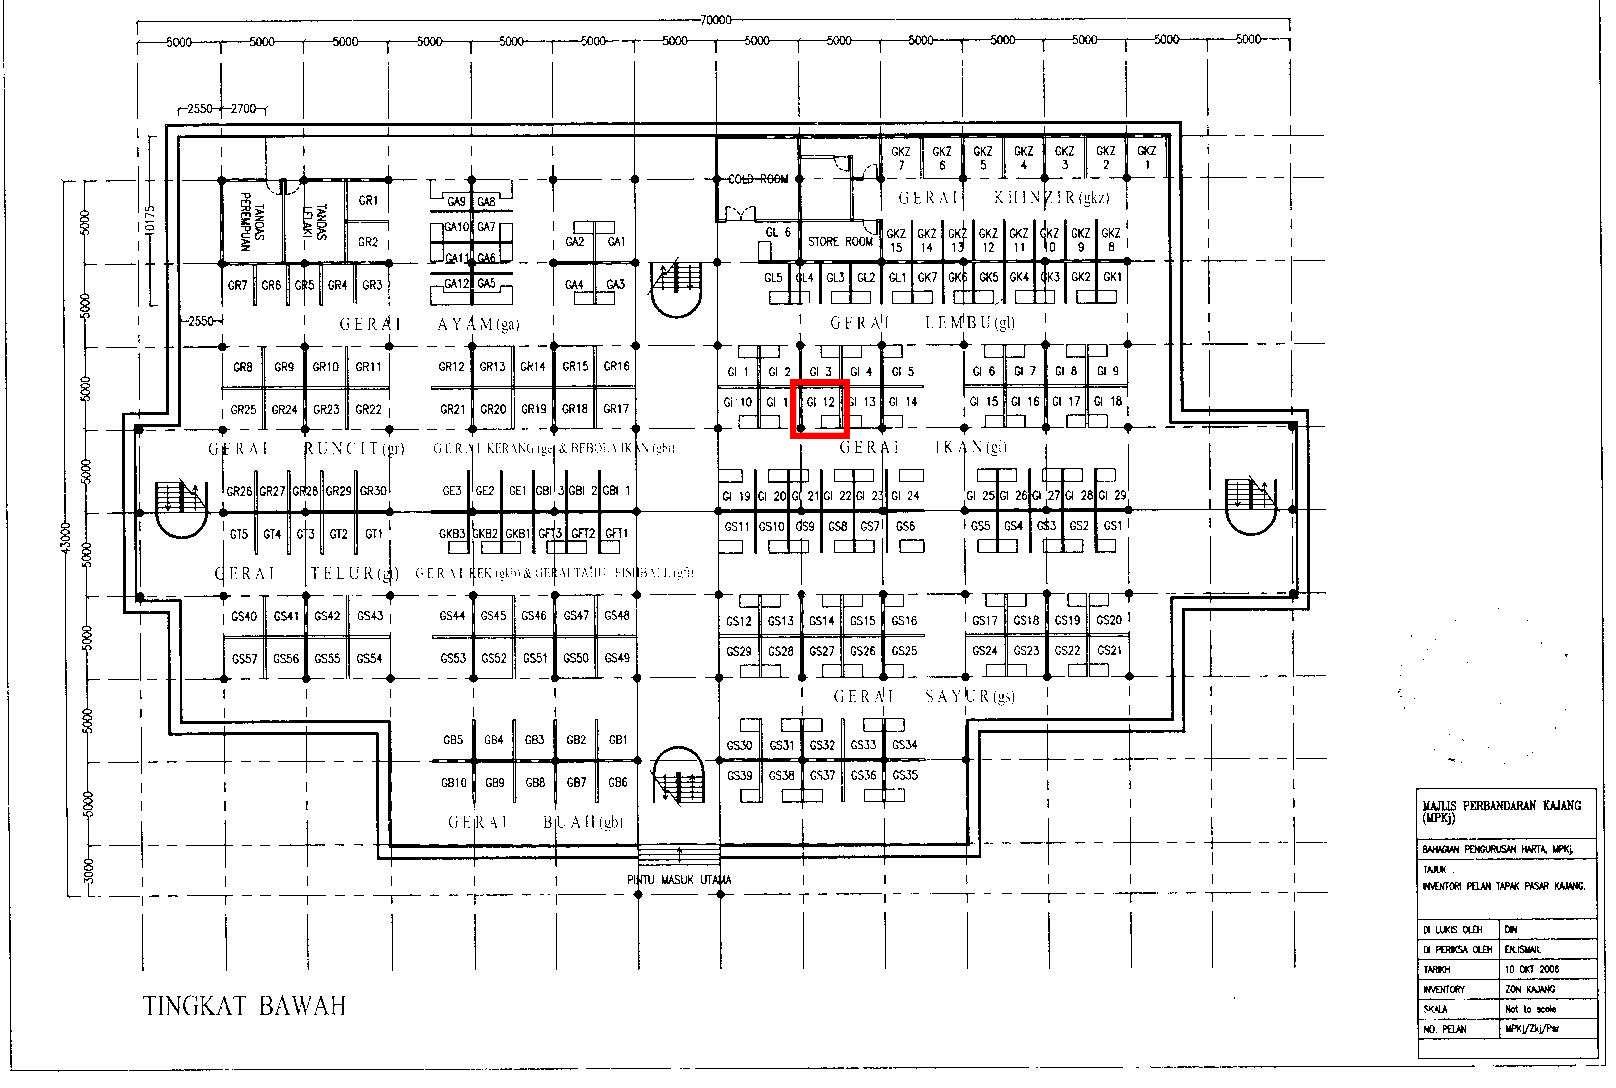 70000
5000 5000 5000 5000 5000 5000 5000 5000 5000 5000 5000 5000 5000 5000
2550 2700
GKZ 7 GKZ 6 GKZ 5 GKZ 4 GKZ 3 GKZ 2 GKZ 1
COLD ROOM
GERAI KHINZIR(gkz)
TANDAS PEREMPUAN
TANDAS LELAKI
GR1
GR2
GA9 GA8
GA10 GA7
GA11 GA6
GA12 GA5
GA2 GA1
GA4 GA3
GL 6
STORE ROOM
GKZ 15 GKZ 14 GKZ 13 GKZ 12 GKZ 11 GKZ 10 GKZ 9 GKZ 8
GR7 GR6 GR5 GR4 GR3
GL5 GL4 GL3 GL2 GL1 GK7 GK6 GK5 GK4 GK3 GK2 GK1
10175
2550
GERAI AYAM(ga)
GERAI LEMBU(gl)
GR8 GR9 GR10 GR11 GR12 GR13 GR14 GR15 GR16
GI 1 GI 2 GI 3 GI 4 GI 5 GI 6 GI 7 GI 8 GI 9
GR25 GR24 GR23 GR22 GR21 GR20 GR19 GR18 GR17
GI 10 GI 1 GI 12 GI 13 GI 14 GI 15 GI 16 GI 17 GI 18
GERAI RUNCIT(gr)
GERAI KERANG(ge) & BEBOLA IKAN(gbi)
GERAI IKAN(gi)
GR26 GR27 GR28 GR29 GR30 GE3 GE2 GE1 GBI 3 GBI 2 GBI 1
GI 19 GI 20 GI 21 GI 22 GI 23 GI 24 GI 25 GI 26 GI 27 GI 28 GI 29
GT5 GT4 GT3 GT2 GT1 GKB3 GKB2 GKB1 GFT3 GFT2 GFT1
GS11 GS10 GS9 GS8 GS7 GS6 GS5 GS4 GS3 GS2 GS1
GERAI TELUR(gt)
GERAI KEK(gkb) & GERAI TAHU FISHBALL(gft)
GS40 GS41 GS42 GS43 GS44 GS45 GS46 GS47 GS48
GS12 GS13 GS14 GS15 GS16 GS17 GS18 GS19 GS20
GS57 GS56 GS55 GS54 GS53 GS52 GS51 GS50 GS49
GS29 GS28 GS27 GS26 GS25 GS24 GS23 GS22 GS21
GERAI SAYUR(gs)
GB5 GB4 GB3 GB2 GB1
GS30 GS31 GS32 GS33 GS34
GB10 GB9 GB8 GB7 GB6
GS39 GS38 GS37 GS36 GS35
GERAI BUAH(gb)
PINTU MASUK UTAMA
43000
5000
5000
5000
5000
5000
5000
5000
5000
3000
TINGKAT BAWAH
MAJLIS PERBANDARAN KAJANG
(MPKj)
BAHAGIAN PENGURUSAN HARTA, MPKj.
TAJUK :
INVENTORI PELAN TAPAK PASAR KAJANG.
DI LUKIS OLEH DIN
DI PERIKSA OLEH EN.ISMAIL
TARIKH 10 OKT 2006
INVENTORY ZON KAJANG
SKALA Not to scale
NO. PELAN MPKj/Zkj/Psr